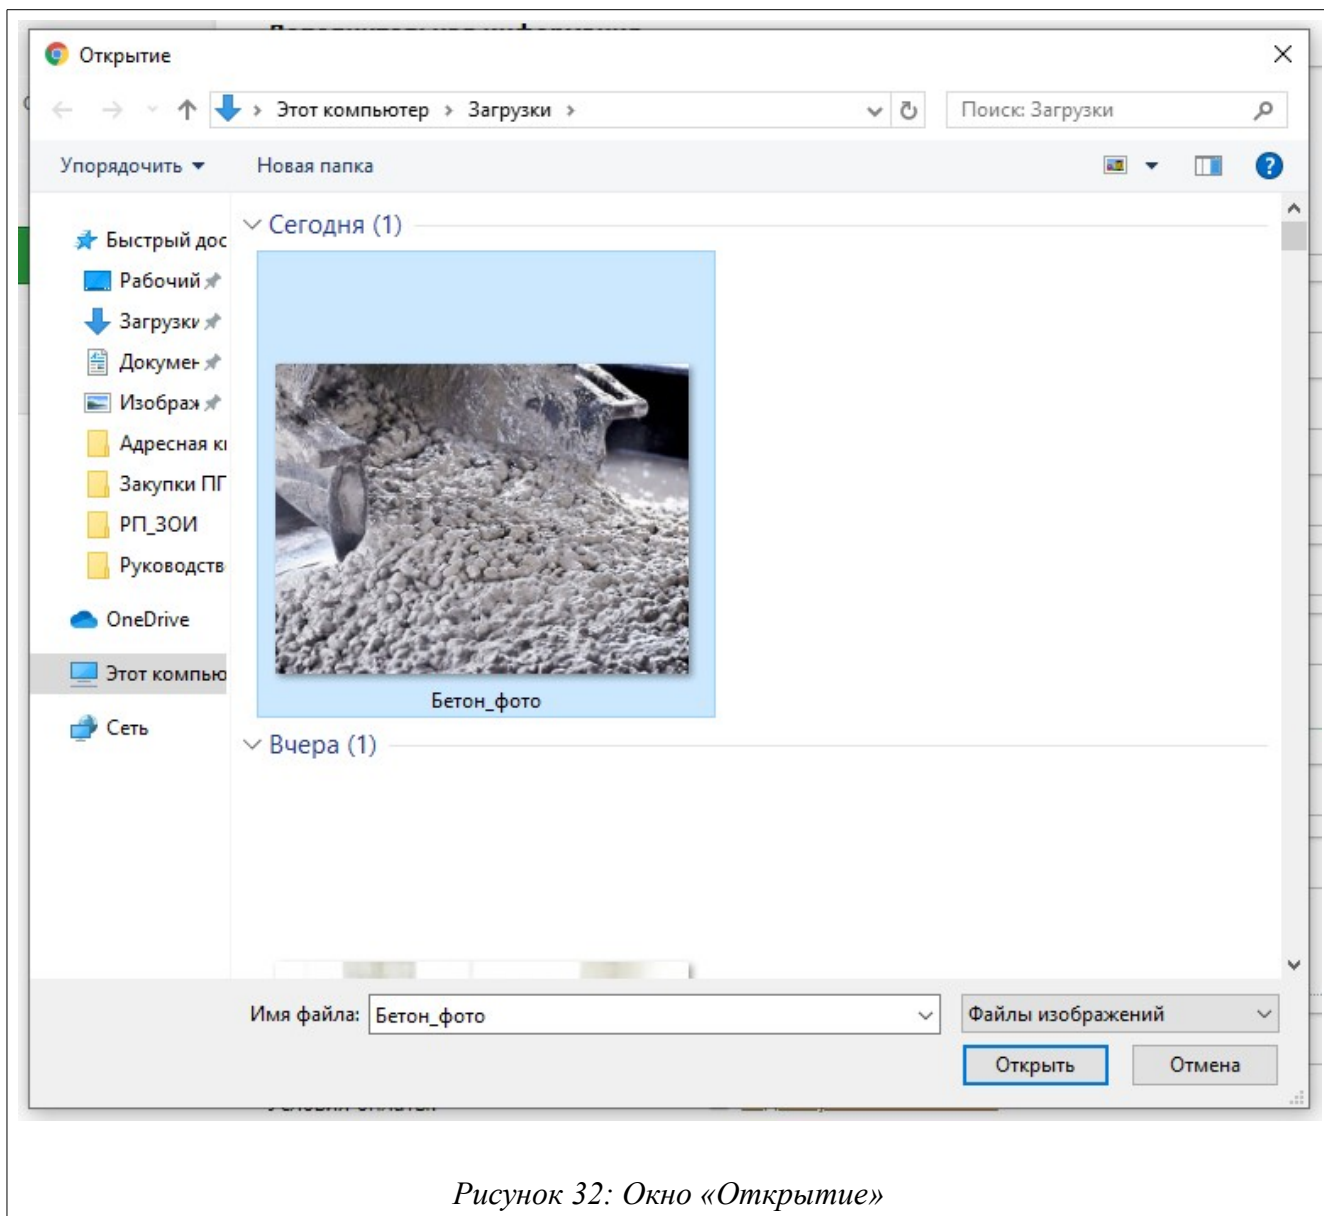 Открытие
Этот компьютер > Загрузки >
Поиск: Загрузки
Упорядочить
Новая папка
Быстрый дос
Рабочий
Загрузки
Докумен
Изображ
Адресная кн
Закупки ПГ
РП_ЗОИ
Руководств
OneDrive
Этот компью
Сеть
Сегодня (1)
Бетон_фото
Вчера (1)
Имя файла: Бетон_фото
Файлы изображений
Открыть
Отмена
Рисунок 32: Окно «Открытие»